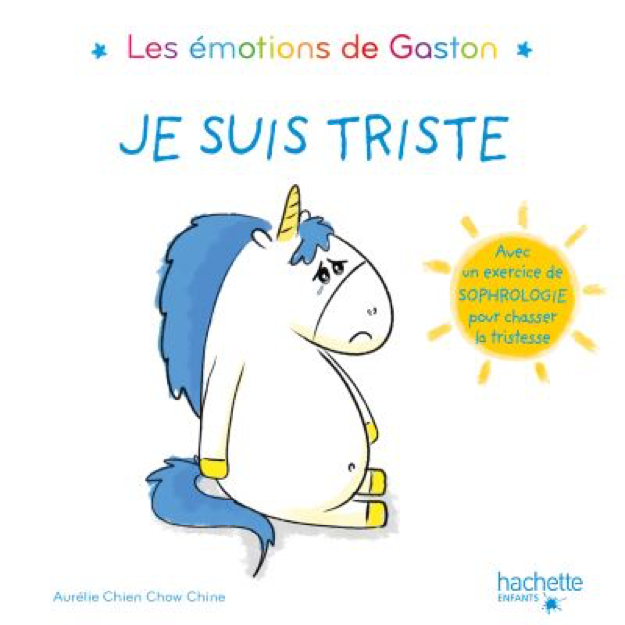 Les émotions de Gaston
JE SUIS TRISTE
Avec
un exercice de
SOPHROLOGIE
pour chasser
la tristesse
Aurélie Chien Chow Chine
hachette
ENFANTS